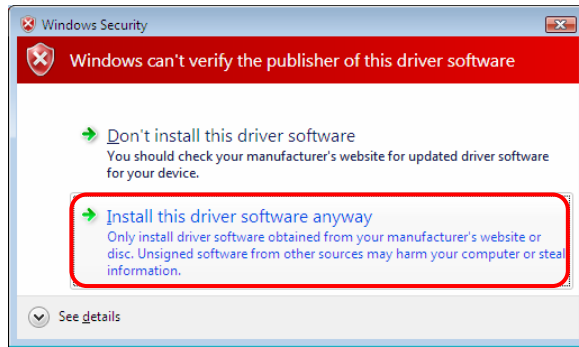 Windows Security
Windows can't verify the publisher of this driver software
Don't install this driver software
You should check your manufacturer's website for updated driver software
for your device.
Install this driver software anyway
Only install driver software obtained from your manufacturer's website or
disc. Unsigned software from other sources may harm your computer or steal
information.
See details